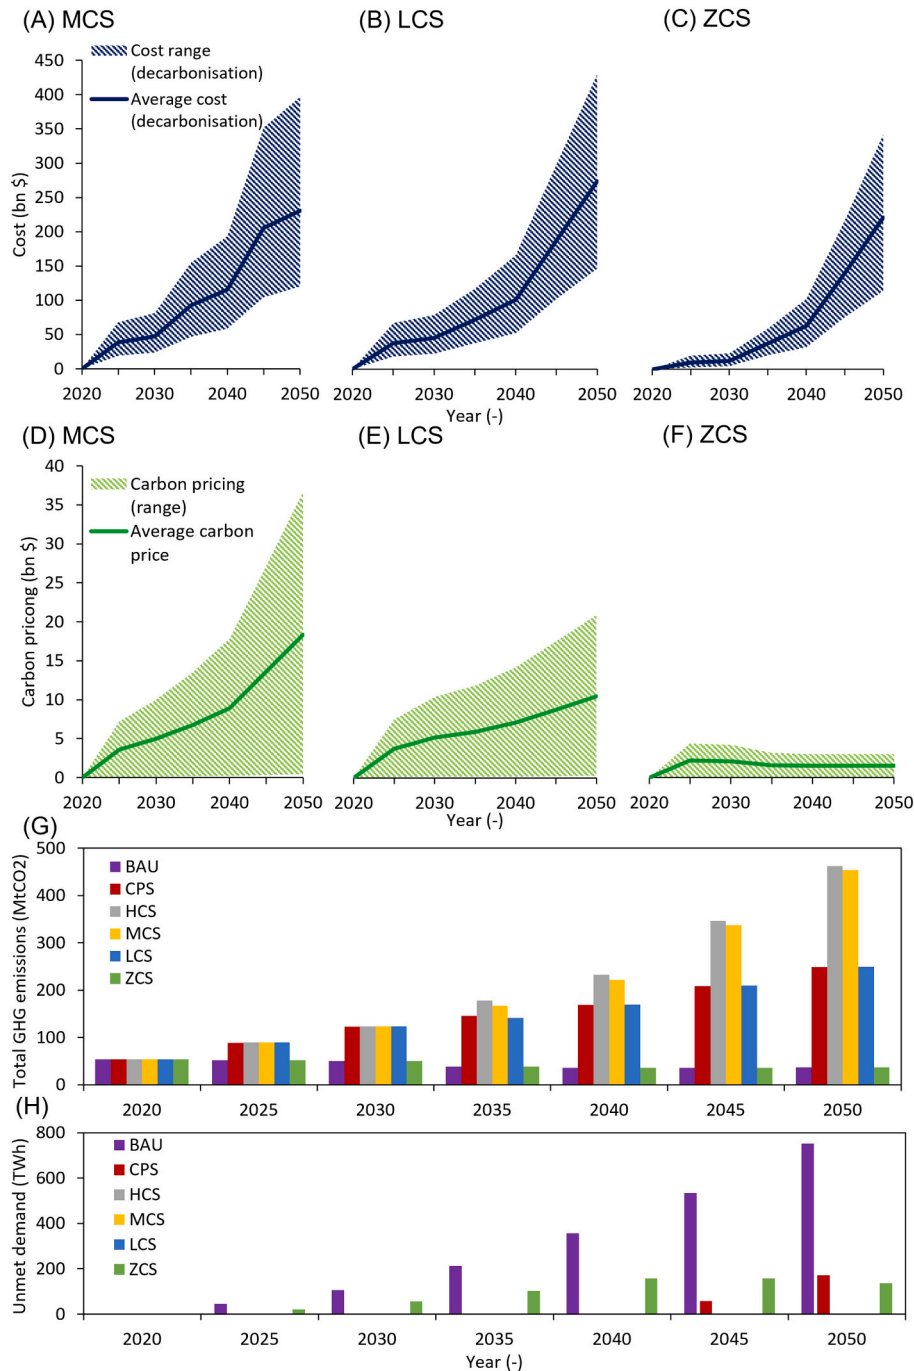 (A) MCS
(B) LCS
(C) ZCS
Cost range
(decarbonisation)
Average cost
(decarbonisation)
450
400
350
300
250
200
150
100
50
0
Cost (bn $)
2020 2030 2040 2050
2020 2030 2040 2050
2020 2030 2040 2050
Year (-)
(D) MCS
(E) LCS
(F) ZCS
Carbon pricing
(range)
Average carbon
price
40
35
30
25
20
15
10
5
0
Carbon pricong (bn $)
2020 2030 2040 2050
2020 2030 2040 2050
2020 2030 2040 2050
Year (-)
(G)
500
400
300
200
100
0
Total GHG emissions (MtCO2)
BAU
CPS
HCS
MCS
LCS
ZCS
2020 2025 2030 2035 2040 2045 2050
(H)
800
600
400
200
0
Unmet demand (TWh)
BAU
CPS
HCS
MCS
LCS
ZCS
2020 2025 2030 2035 2040 2045 2050
Year (-)